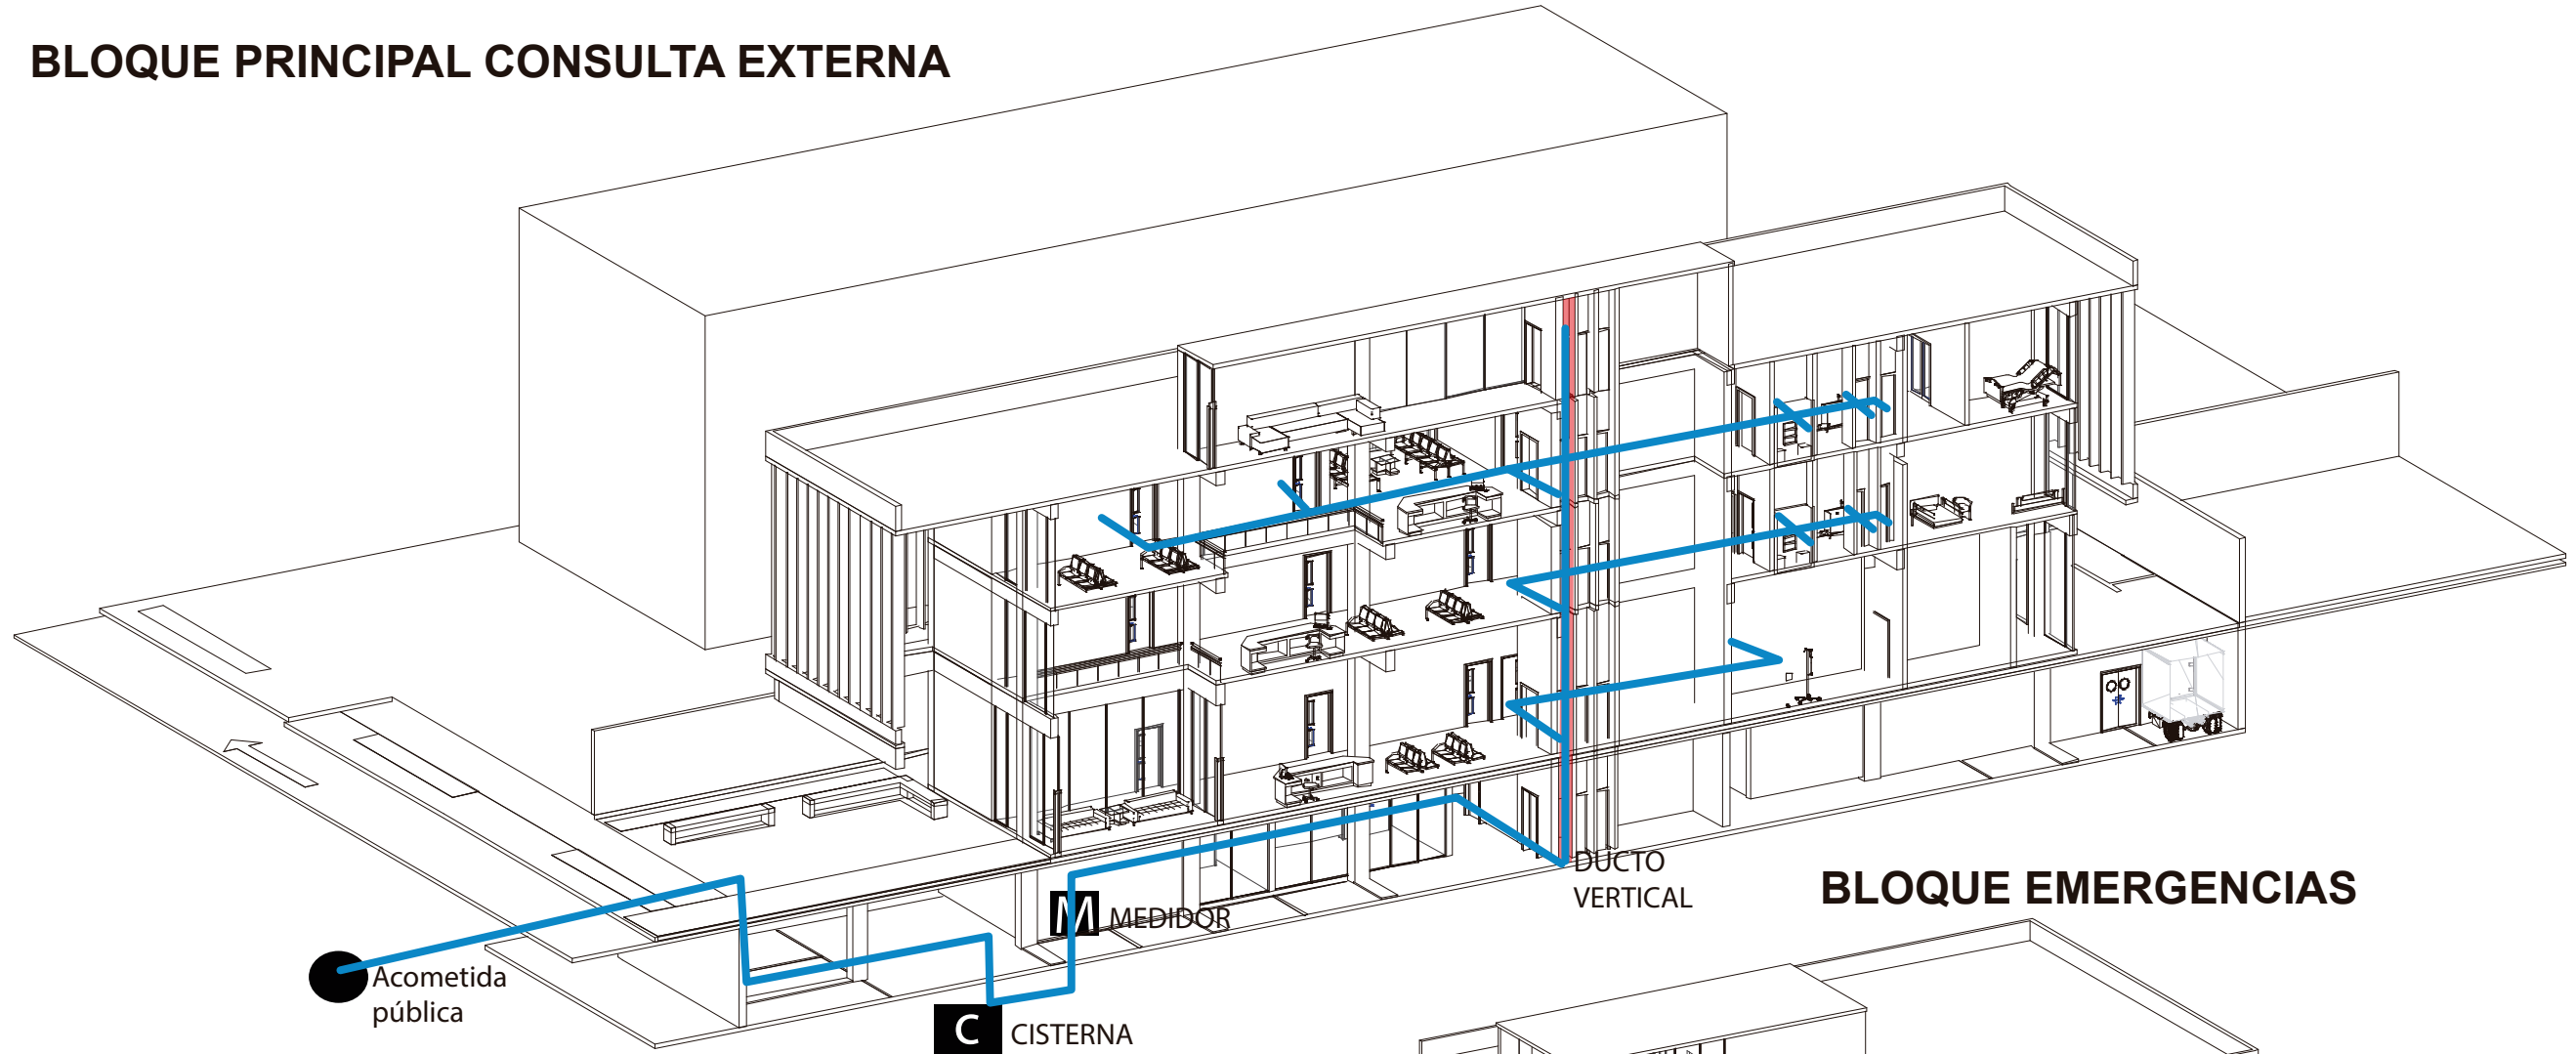 BLOQUE PRINCIPAL CONSULTA EXTERNA
DUCTO
VERTICAL
BLOQUE EMERGENCIAS
M MEDIDOR
Acometida
pública
C CISTERNA